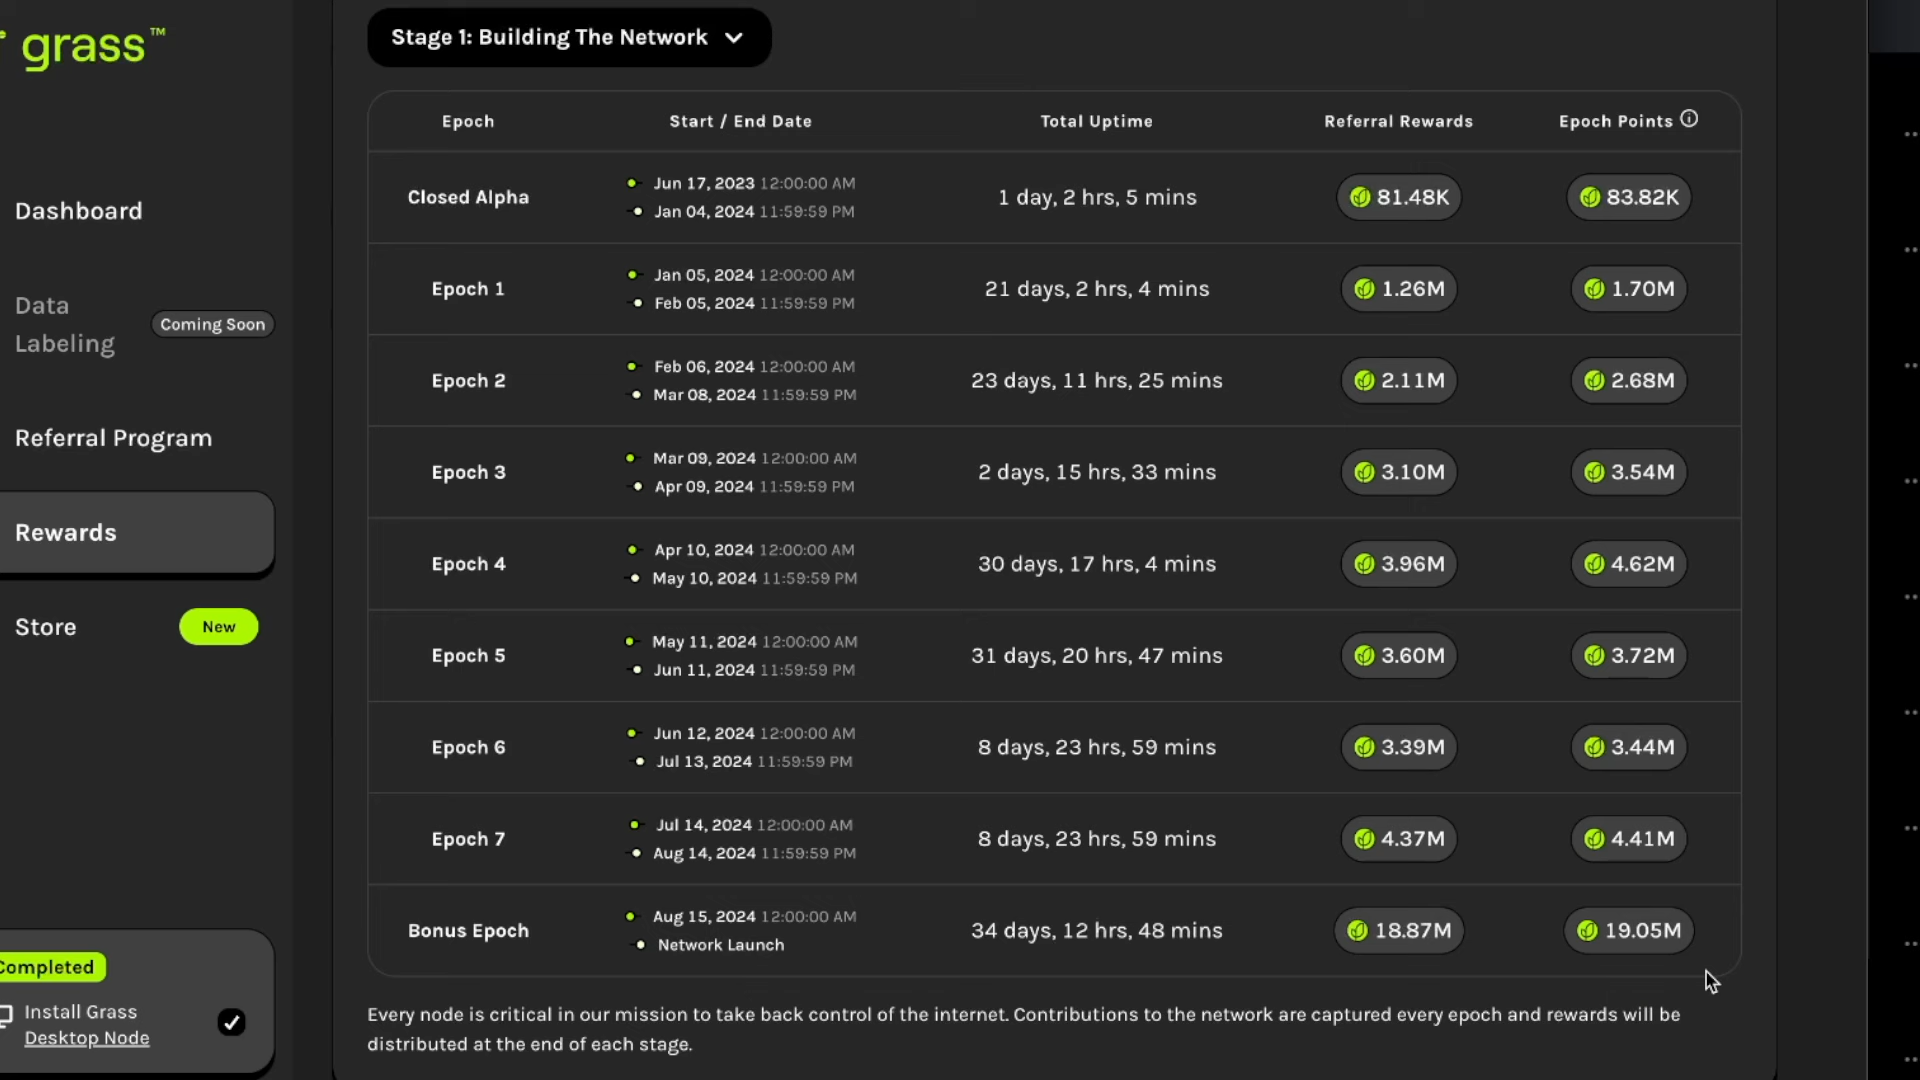 grass™
Dashboard
Data
Labeling
Coming Soon
Referral Program
Rewards
Store
New
Completed
Install Grass
Desktop Node
Stage 1: Building The Network
Epoch Start / End Date Total Uptime Referral Rewards Epoch Points
Closed Alpha Jun 17, 2023 12:00:00 AM 1 day, 2 hrs, 5 mins 81.48K 83.82K
Jan 04, 2024 11:59:59 PM
Epoch 1 Jan 05, 2024 12:00:00 AM 21 days, 2 hrs, 4 mins 1.26M 1.70M
Feb 05, 2024 11:59:59 PM
Epoch 2 Feb 06, 2024 12:00:00 AM 23 days, 11 hrs, 25 mins 2.11M 2.68M
Mar 08, 2024 11:59:59 PM
Epoch 3 Mar 09, 2024 12:00:00 AM 2 days, 15 hrs, 33 mins 3.10M 3.54M
Apr 09, 2024 11:59:59 PM
Epoch 4 Apr 10, 2024 12:00:00 AM 30 days, 17 hrs, 4 mins 3.96M 4.62M
May 10, 2024 11:59:59 PM
Epoch 5 May 11, 2024 12:00:00 AM 31 days, 20 hrs, 47 mins 3.60M 3.72M
Jun 11, 2024 11:59:59 PM
Epoch 6 Jun 12, 2024 12:00:00 AM 8 days, 23 hrs, 59 mins 3.39M 3.44M
Jul 13, 2024 11:59:59 PM
Epoch 7 Jul 14, 2024 12:00:00 AM 8 days, 23 hrs, 59 mins 4.37M 4.41M
Aug 14, 2024 11:59:59 PM
Bonus Epoch Aug 15, 2024 12:00:00 AM 34 days, 12 hrs, 48 mins 18.87M 19.05M
Network Launch
Every node is critical in our mission to take back control of the internet. Contributions to the network are captured every epoch and rewards will be
distributed at the end of each stage.